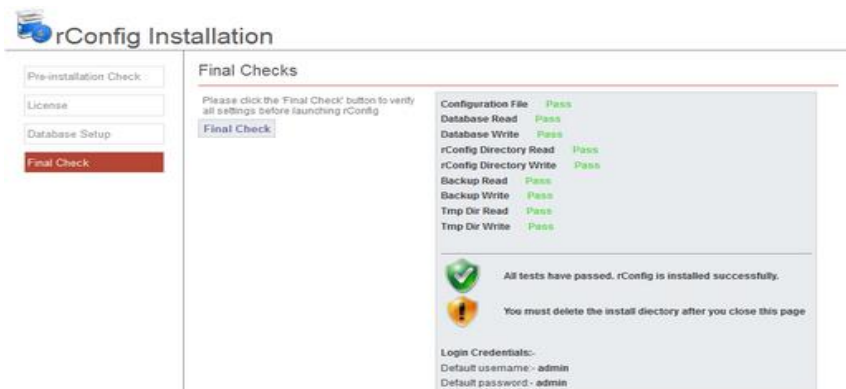 rConfig Installation
Pre-installation Check
License
Database Setup
Final Check
Final Checks
Please click the 'Final Check' button to verify
all settings before launching rConfig
Final Check
Configuration File Pass
Database Read Pass
Database Write Pass
rConfig Directory Read Pass
rConfig Directory Write Pass
Backup Read Pass
Backup Write Pass
Tmp Dir Read Pass
Tmp Dir Write Pass
All tests have passed. rConfig is installed successfully.
You must delete the install diectory after you close this page
Login Credentials:-
Default username:- admin
Default password:- admin